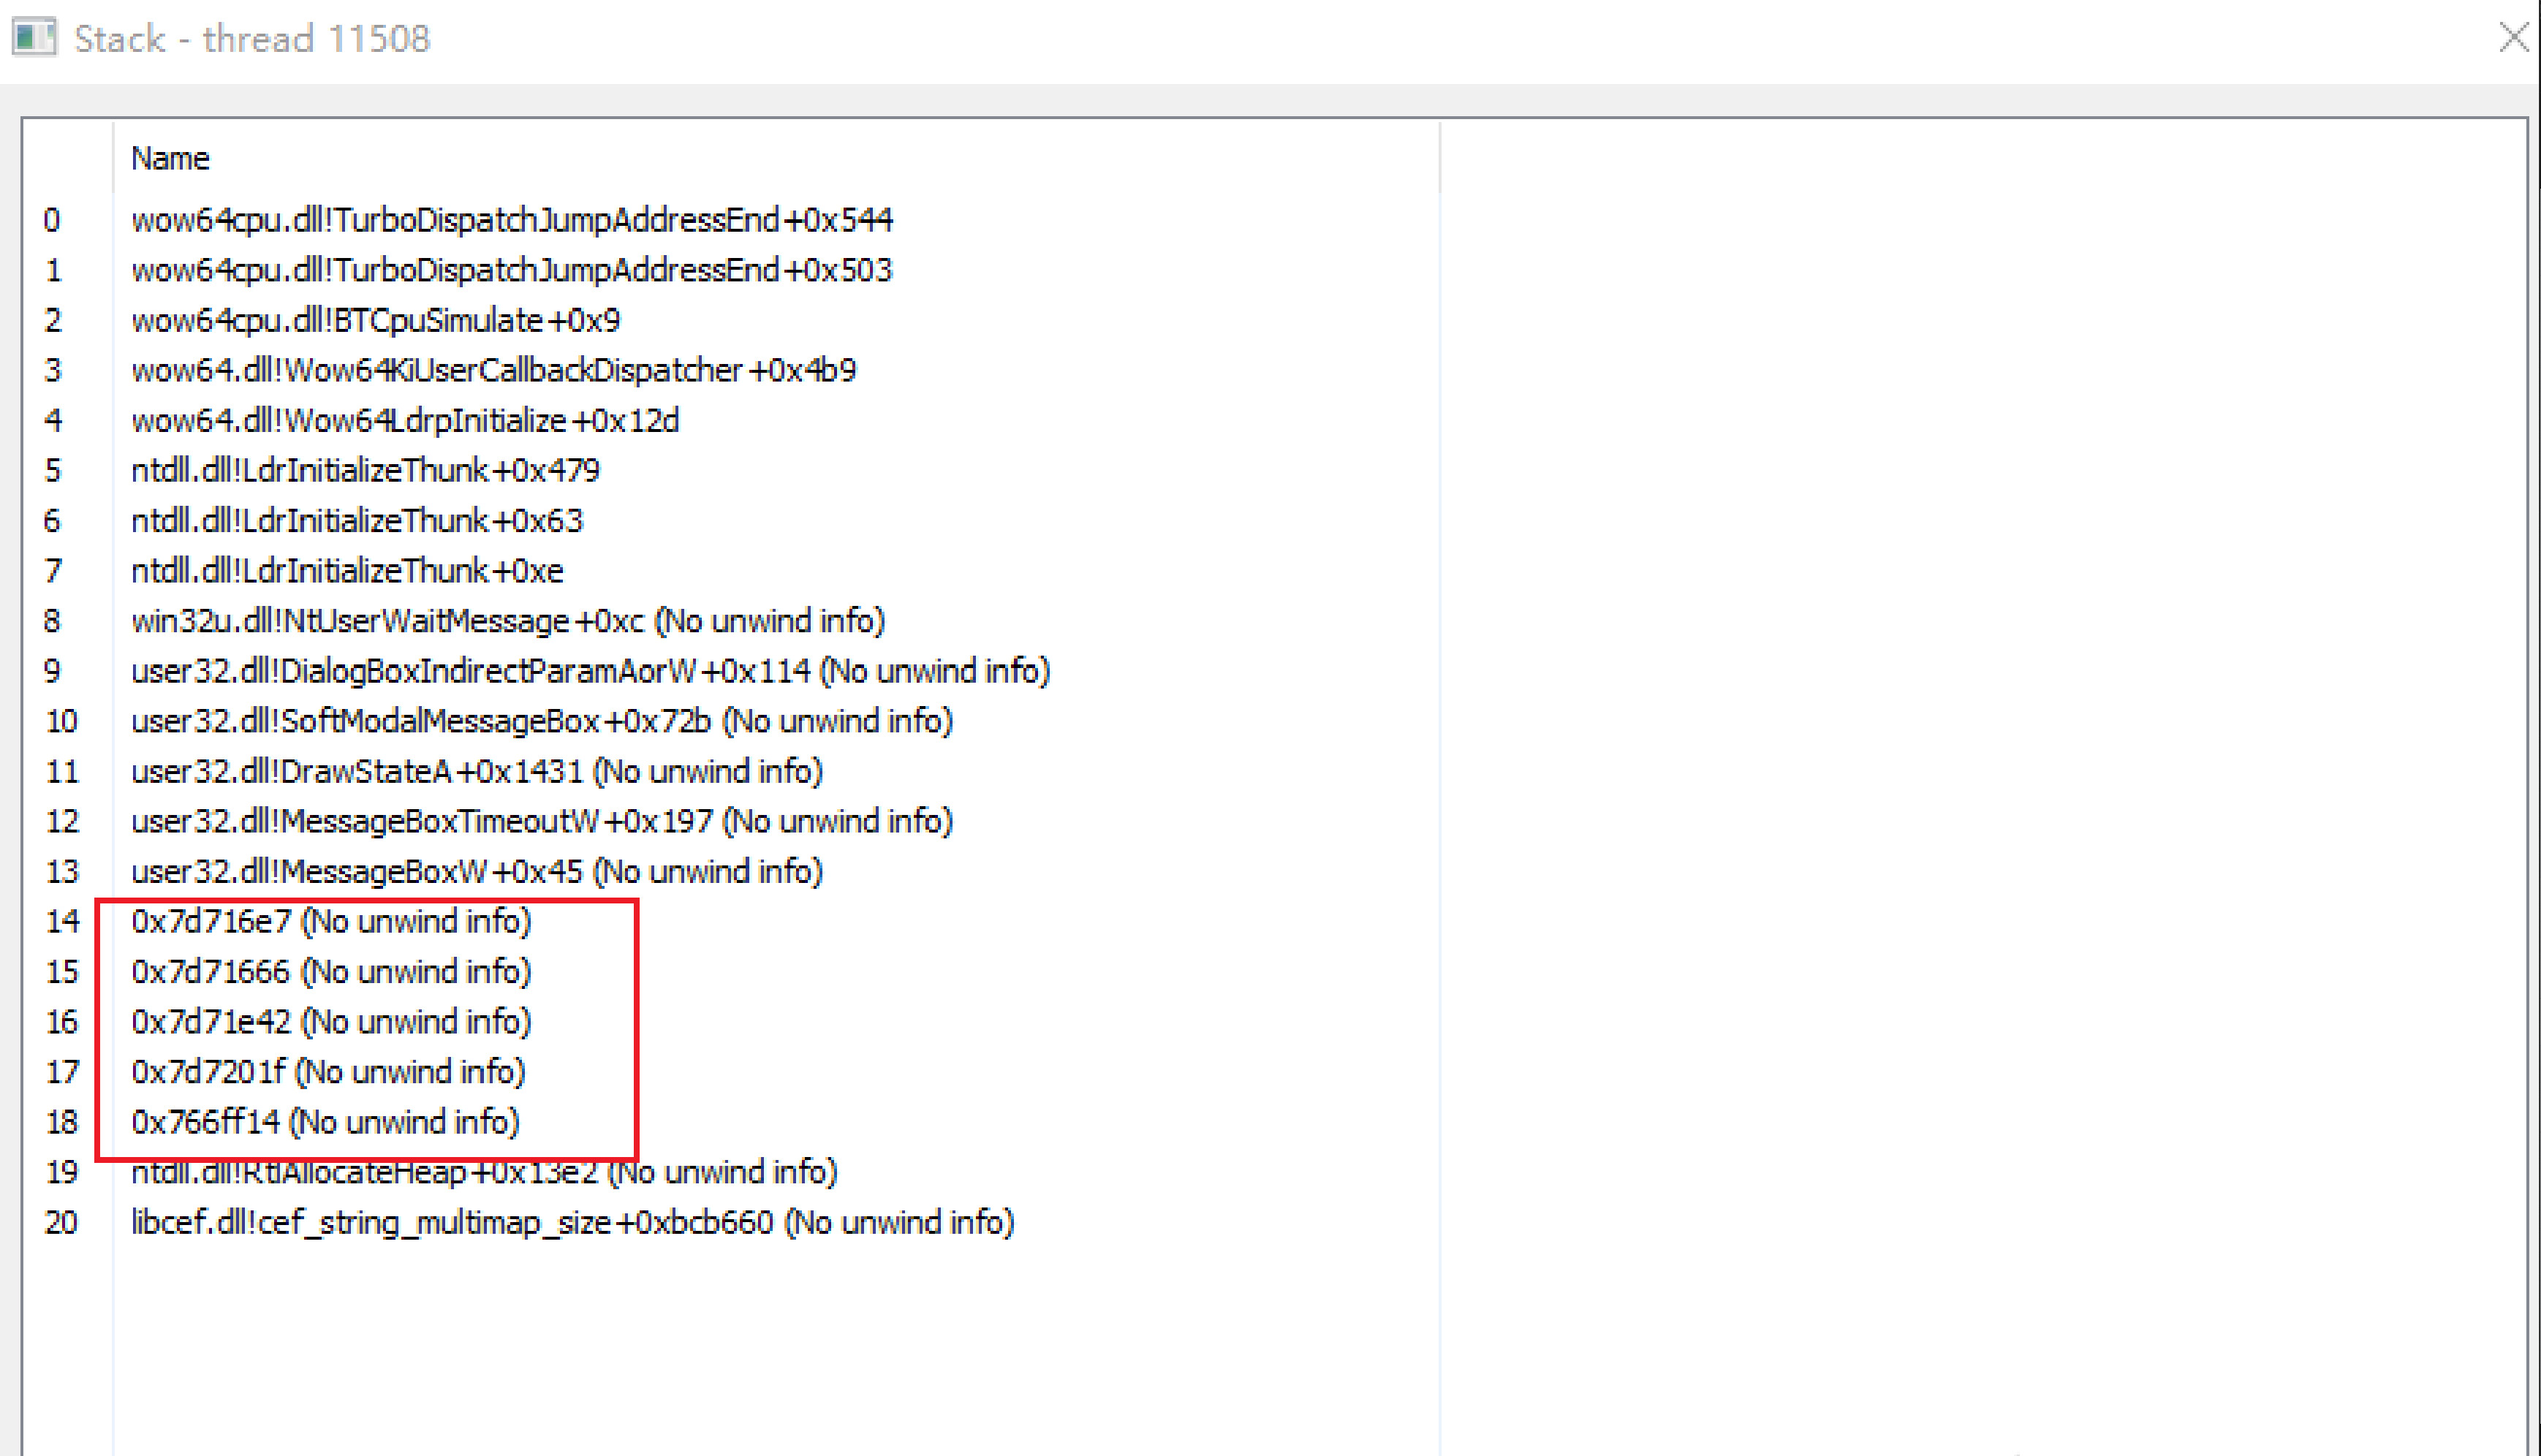 Stack - thread 11508
Name
0 wow64cpu.dll!TurboDispatchJumpAddressEnd+0x544
1 wow64cpu.dll!TurboDispatchJumpAddressEnd+0x503
2 wow64cpu.dll!BTCpuSimulate+0x9
3 wow64.dll!Wow64KiUserCallbackDispatcher+0x4b9
4 wow64.dll!Wow64LdrpInitialize+0x12d
5 ntdll.dll!LdrInitializeThunk+0x479
6 ntdll.dll!LdrInitializeThunk+0x63
7 ntdll.dll!LdrInitializeThunk+0xe
8 win32u.dll!NtUserWaitMessage+0xc (No unwind info)
9 user32.dll!DialogBoxIndirectParamAorW+0x114 (No unwind info)
10 user32.dll!SoftModalMessageBox+0x72b (No unwind info)
11 user32.dll!DrawStateA+0x1431 (No unwind info)
12 user32.dll!MessageBoxTimeoutW+0x197 (No unwind info)
13 user32.dll!MessageBoxW+0x45 (No unwind info)
14 0x7d716e7 (No unwind info)
15 0x7d71666 (No unwind info)
16 0x7d71e42 (No unwind info)
17 0x7d7201f (No unwind info)
18 0x766ff14 (No unwind info)
19 ntdll.dll!RtlAllocateHeap+0x13e2 (No unwind info)
20 libcef.dll!cef_string_multimap_size+0xbcb660 (No unwind info)